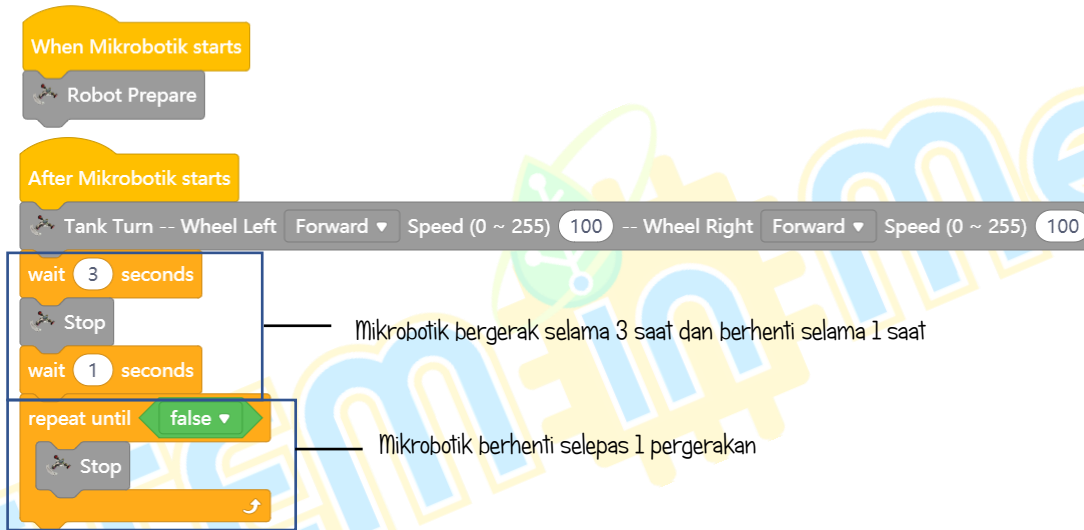 When Mikrobotik starts
Robot Prepare
After Mikrobotik starts
Tank Turn -- Wheel Left Forward ▾ Speed (0 ~ 255) 100 -- Wheel Right Forward ▾ Speed (0 ~ 255) 100
wait 3 seconds
Stop
Mikrobotik bergerak selama 3 saat dan berhenti selama 1 saat
wait 1 seconds
repeat until false ▾
Mikrobotik berhenti selepas 1 pergerakan
Stop